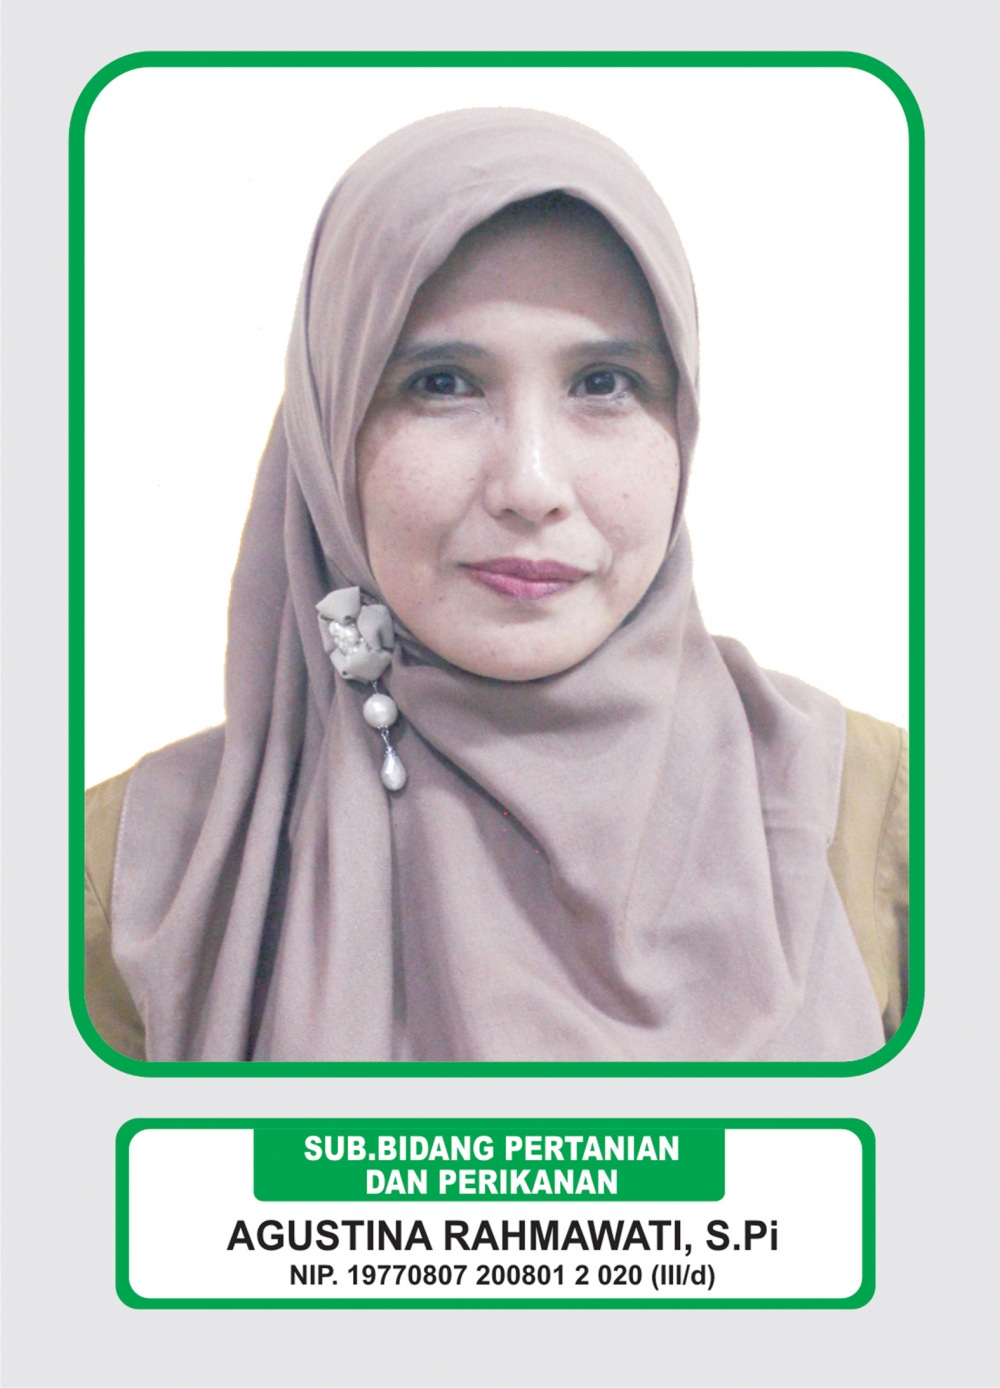 SUB.BIDANG PERTANIAN
DAN PERIKANAN
AGUSTINA RAHMAWATI, S.Pi
NIP. 19770807 200801 2 020 (III/d)